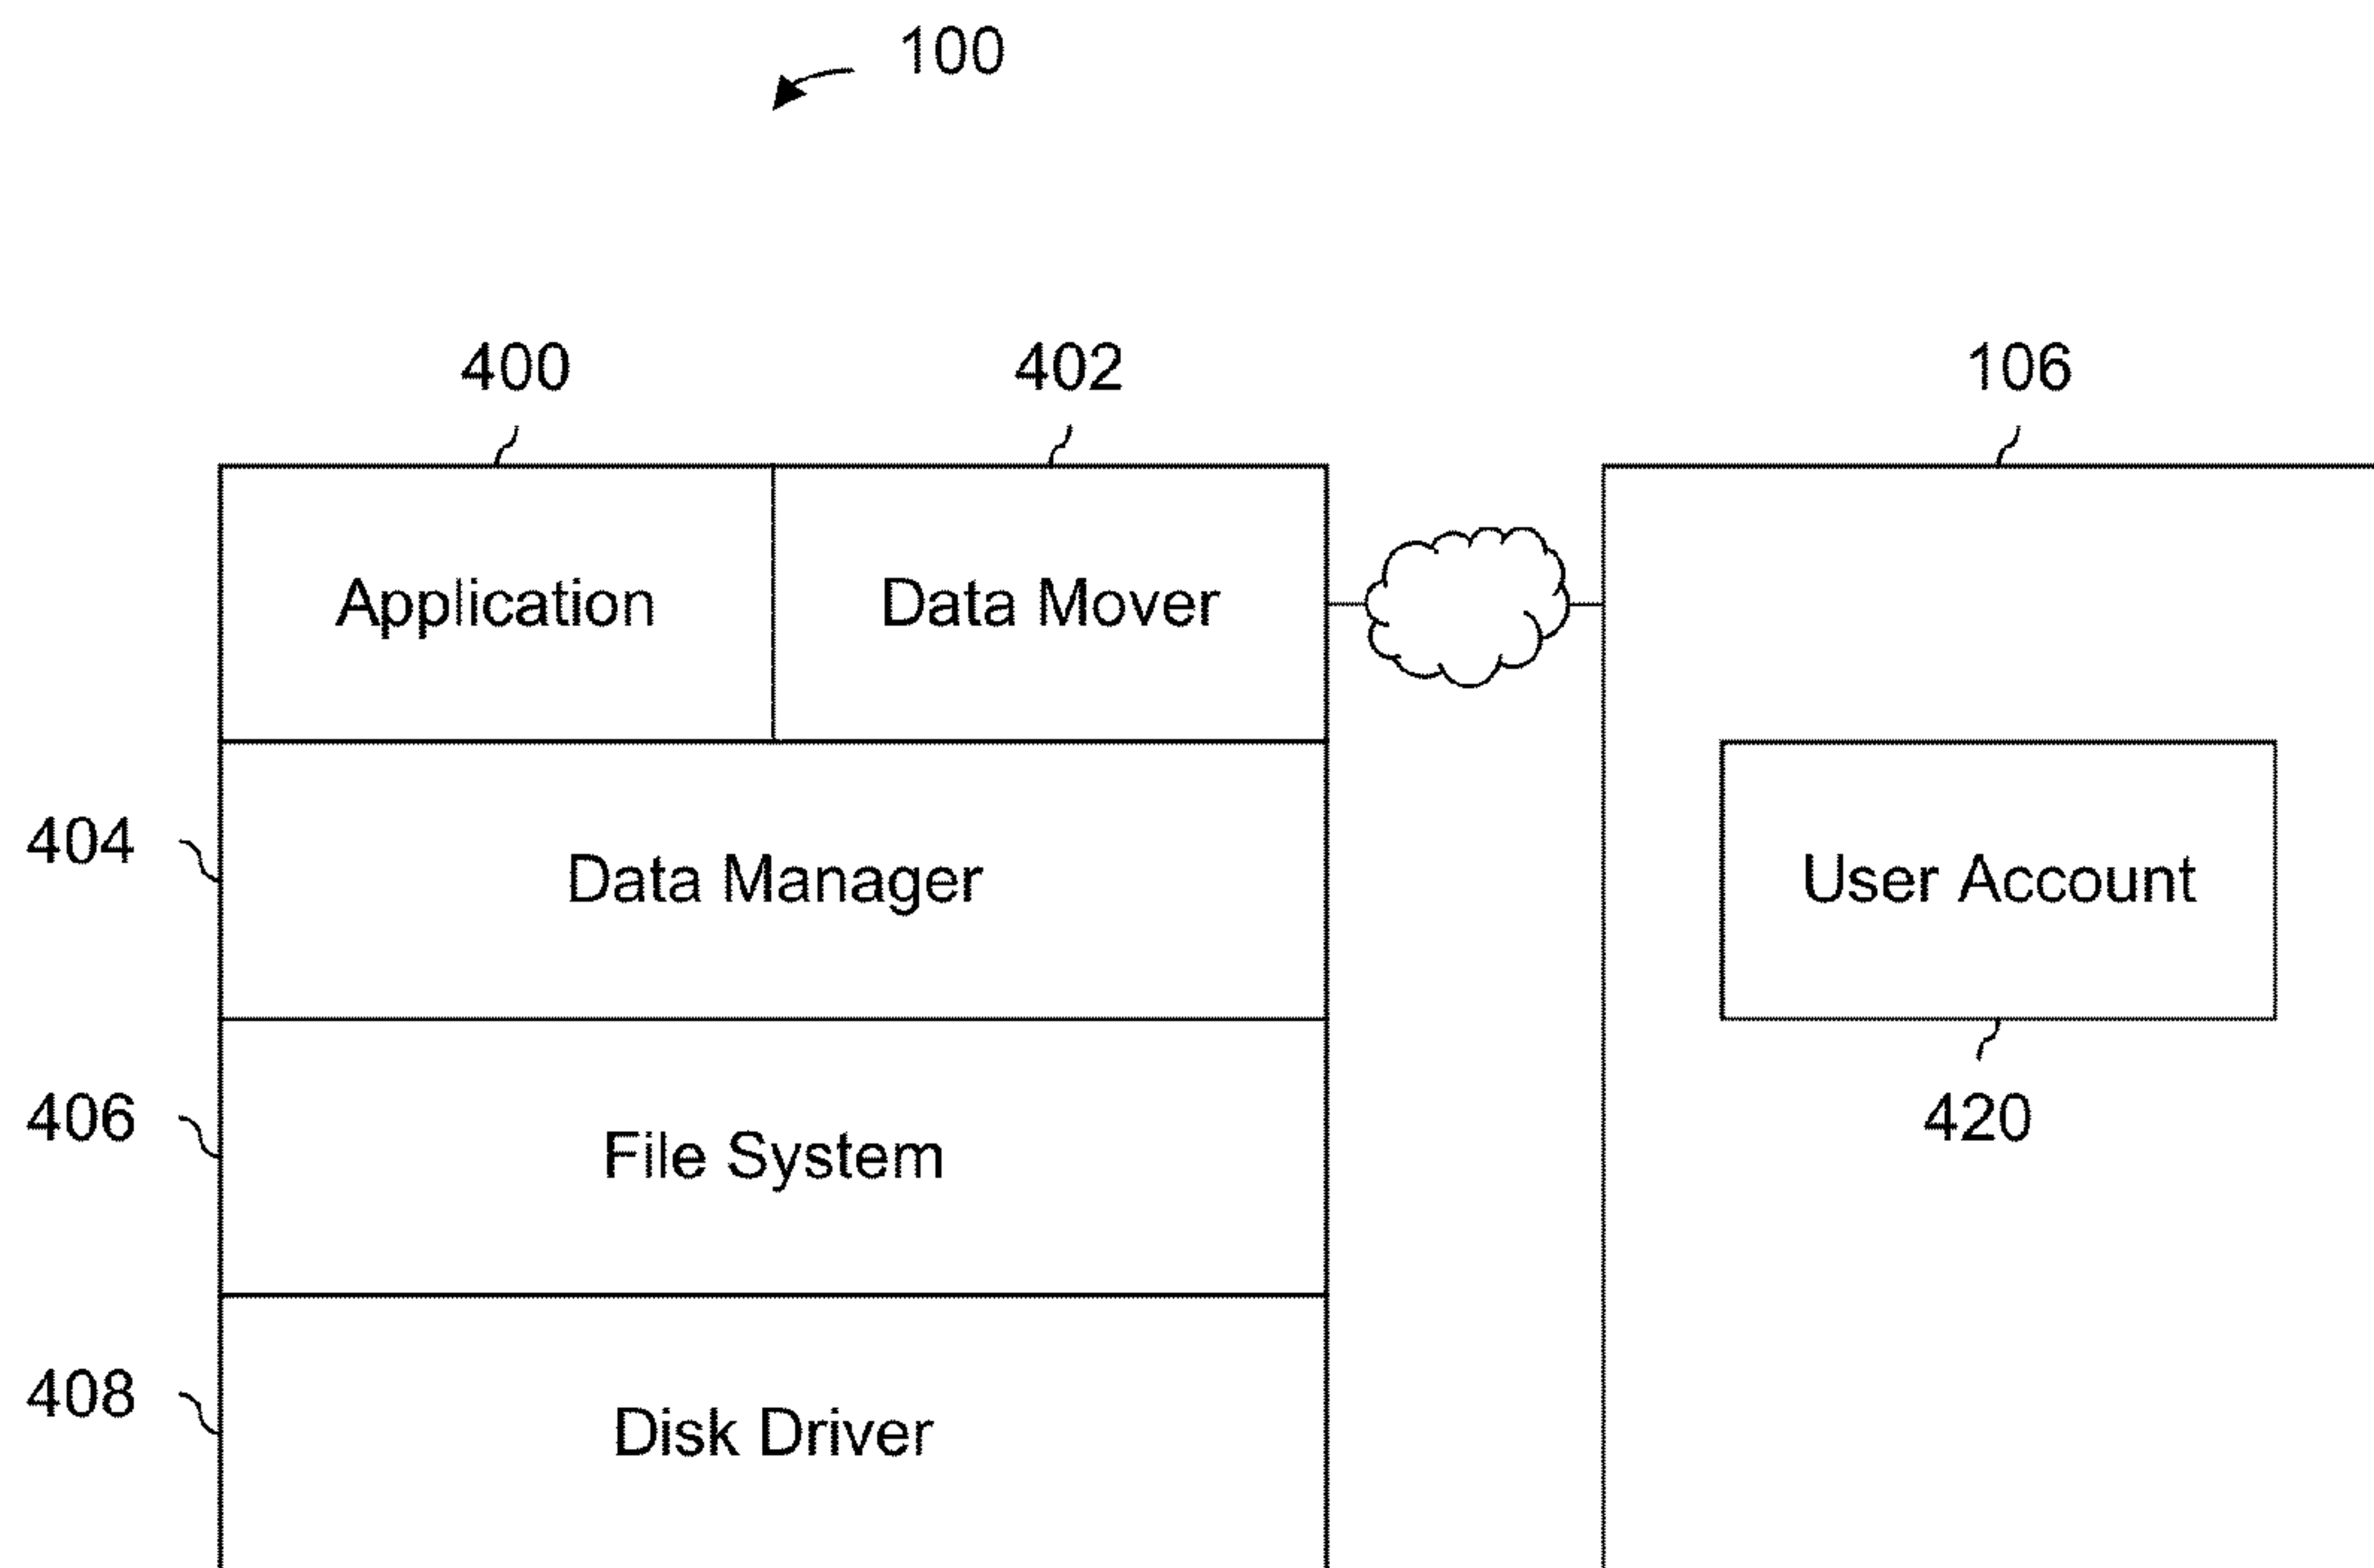 100
400
402
106
Application
Data Mover
404
Data Manager
User Account
406
File System
420
408
Disk Driver